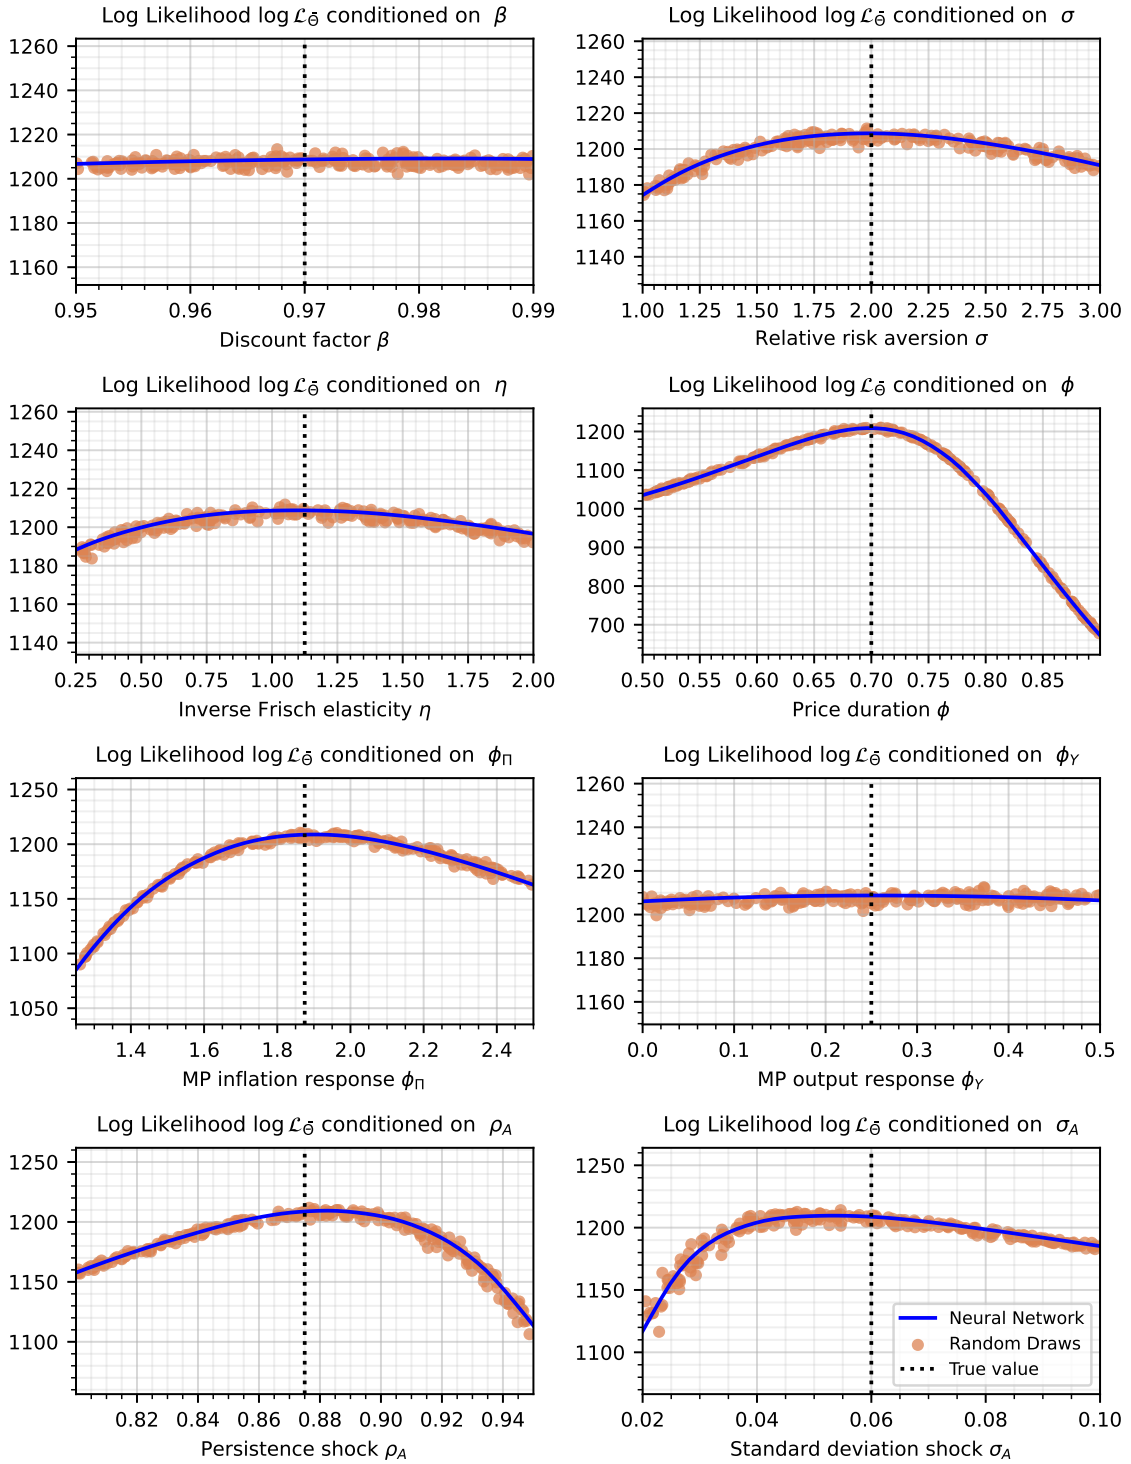 Log Likelihood log ℒ_Θ̄ conditioned on β
1260
1240
1220
1200
1180
1160
0.95 0.96 0.97 0.98 0.99
Discount factor β
Log Likelihood log ℒ_Θ̄ conditioned on σ
1260
1240
1220
1200
1180
1160
1140
1.00 1.25 1.50 1.75 2.00 2.25 2.50 2.75 3.00
Relative risk aversion σ
Log Likelihood log ℒ_Θ̄ conditioned on η
1260
1240
1220
1200
1180
1160
1140
0.25 0.50 0.75 1.00 1.25 1.50 1.75 2.00
Inverse Frisch elasticity η
Log Likelihood log ℒ_Θ̄ conditioned on ϕ
1200
1100
1000
900
800
700
0.50 0.55 0.60 0.65 0.70 0.75 0.80 0.85
Price duration ϕ
Log Likelihood log ℒ_Θ̄ conditioned on ϕ_Π
1250
1200
1150
1100
1050
1.4 1.6 1.8 2.0 2.2 2.4
MP inflation response ϕ_Π
Log Likelihood log ℒ_Θ̄ conditioned on ϕ_Y
1260
1240
1220
1200
1180
1160
0.0 0.1 0.2 0.3 0.4 0.5
MP output response ϕ_Y
Log Likelihood log ℒ_Θ̄ conditioned on ρ_A
1250
1200
1150
1100
0.82 0.84 0.86 0.88 0.90 0.92 0.94
Persistence shock ρ_A
Log Likelihood log ℒ_Θ̄ conditioned on σ_A
1250
1200
1150
1100
Neural Network
Random Draws
True value
0.02 0.04 0.06 0.08 0.10
Standard deviation shock σ_A